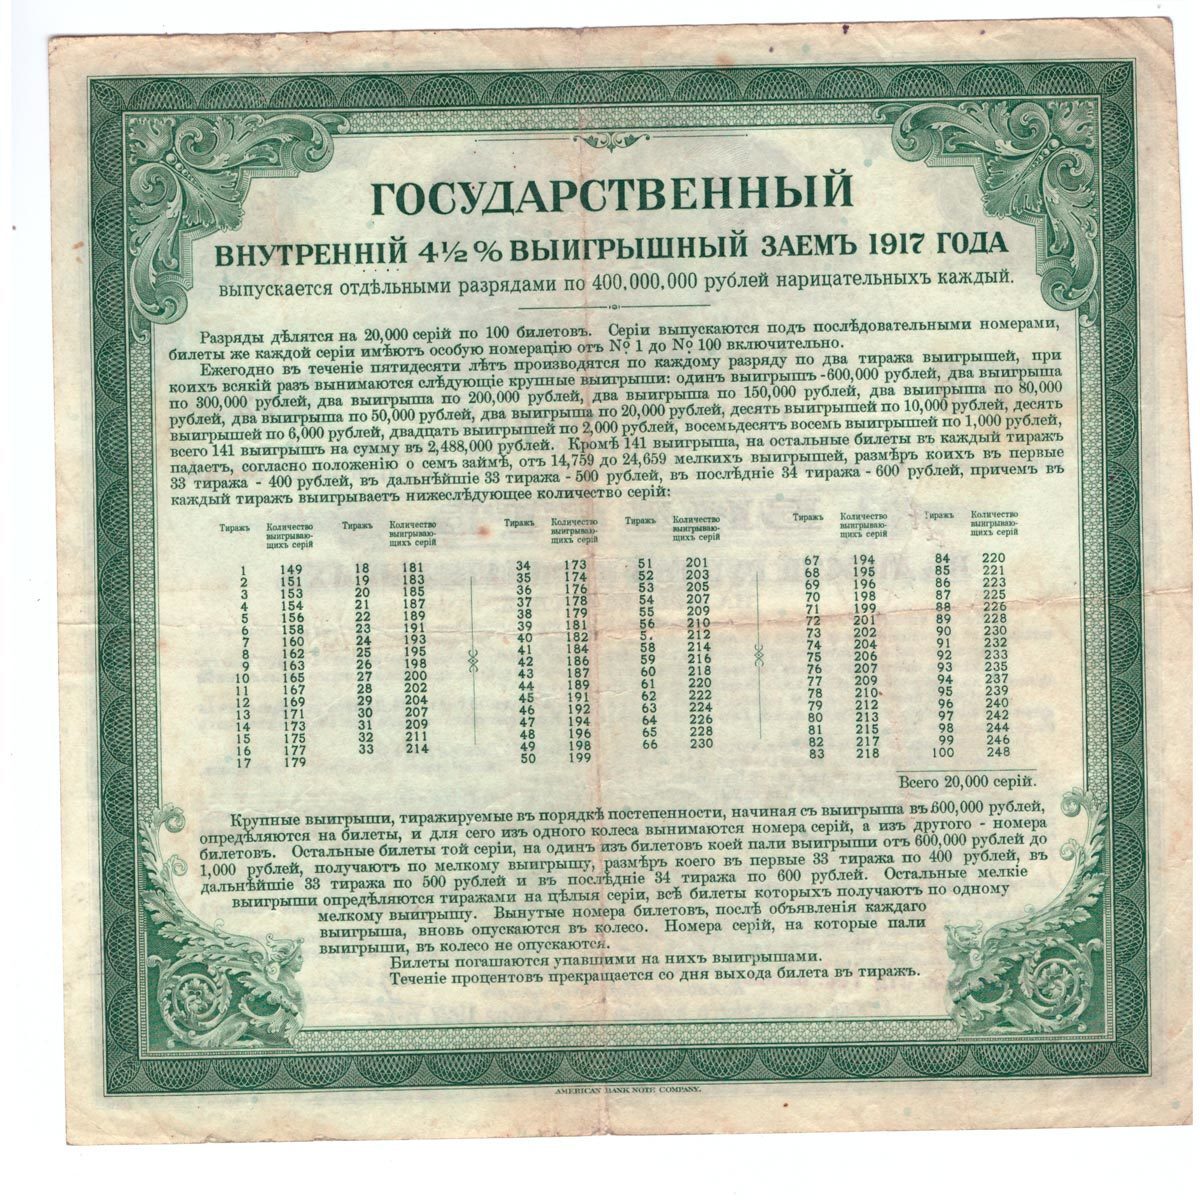 ГОСУДАРСТВЕННЫЙ
ВНУТРЕННІЙ 4½% ВЫИГРЫШНЫЙ ЗАЕМЪ 1917 ГОДА
выпускается отдѣльными разрядами по 400,000,000 рублей нарицательныхъ каждый.
Разряды дѣлятся на 20,000 серій по 100 билетовъ. Серіи выпускаются подъ послѣдовательными номерами,
билеты же каждой серіи имѣютъ особую номерацію отъ № 1 до № 100 включительно.
Ежегодно въ теченіе пятидесяти лѣтъ производятся по каждому разряду по два тиража выигрышей, при
коихъ всякій разъ вынимаются слѣдующіе крупные выигрыши: одинъ выигрышъ -600,000 рублей, два выигрыша
по 300,000 рублей, два выигрыша по 200,000 рублей, два выигрыша по 150,000 рублей, два выигрыша по 80,000
рублей, два выигрыша по 50,000 рублей, два выигрыша по 20,000 рублей, десять выигрышей по 10,000 рублей, десять
выигрышей по 6,000 рублей, двадцать выигрышей по 2,000 рублей, восемьдесятъ восемь выигрышей по 1,000 рублей,
всего 141 выигрышъ на сумму въ 2,488,000 рублей. Кромѣ 141 выигрыша, на остальные билеты въ каждый тиражъ
падаетъ, согласно положенію о семъ займѣ, отъ 14,759 до 24,659 мелкихъ выигрышей, размѣръ коихъ въ первые
33 тиража - 400 рублей, въ дальнѣйшіе 33 тиража - 500 рублей, въ послѣдніе 34 тиража - 600 рублей, причемъ въ
каждый тиражъ выигрываетъ нижеслѣдующее количество серій:
Тиражъ Количество выигрываю- щихъ серій Тиражъ Количество выигрываю- щихъ серій Тиражъ Количество выигрываю- щихъ серій Тиражъ Количество выигрываю- щихъ серій Тиражъ Количество выигрываю- щихъ серій Тиражъ Количество выигрываю- щихъ серій
1 149 18 181 34 173 51 201 67 194 84 220
2 151 19 183 35 174 52 203 68 195 85 221
3 153 20 185 36 176 53 205 69 196 86 223
4 154 21 187 37 178 54 207 70 198 87 225
5 156 22 189 38 179 55 209 71 199 88 226
6 158 23 191 39 181 56 210 72 201 89 228
7 160 24 193 40 182 5. 212 73 202 90 230
8 162 25 195 41 184 58 214 74 204 91 232
9 163 26 198 42 186 59 216 75 206 92 233
10 165 27 200 43 187 60 218 76 207 93 235
11 167 28 202 44 189 61 220 77 209 94 237
12 169 29 204 45 191 62 222 78 210 95 239
13 171 30 207 46 192 63 224 79 212 96 240
14 173 31 209 47 194 64 226 80 213 97 242
15 175 32 211 48 196 65 228 81 215 98 244
16 177 33 214 49 198 66 230 82 217 99 246
17 179 50 199 83 218 100 248
Всего 20,000 серій.
Крупные выигрыши, тиражируемые въ порядкѣ постепенности, начиная съ выигрыша въ 600,000 рублей,
опредѣляются на билеты, и для сего изъ одного колеса вынимаются номера серій, а изъ другого - номера
билетовъ. Остальные билеты той серіи, на одинъ изъ билетовъ коей пали выигрыши отъ 600,000 рублей до
1,000 рублей, получаютъ по мелкому выигрышу, размѣръ коего въ первые 33 тиража по 400 рублей, въ
дальнѣйшіе 33 тиража по 500 рублей и въ послѣдніе 34 тиража по 600 рублей. Остальные мелкіе
выигрыши опредѣляются тиражами на цѣлыя серіи, всѣ билеты которыхъ получаютъ по одному
мелкому выигрышу. Вынутые номера билетовъ, послѣ объявленія каждаго
выигрыша, вновь опускаются въ колесо. Номера серій, на которые пали
выигрыши, въ колесо не опускаются.
Билеты погашаются упавшими на нихъ выигрышами.
Теченіе процентовъ прекращается со дня выхода билета въ тиражъ.
AMERICAN BANK NOTE COMPANY.